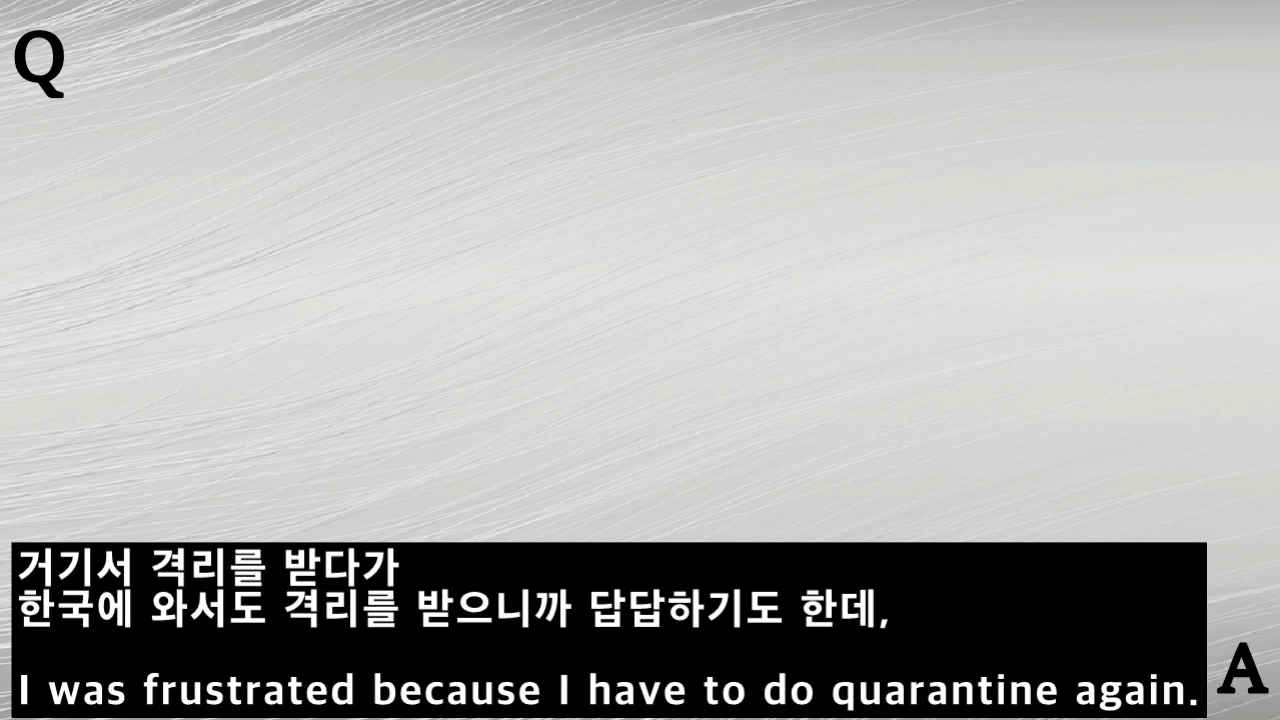 Q
거기서 격리를 받다가
한국에 와서도 격리를 받으니까 답답하기도 한데,
I was frustrated because I have to do quarantine again.
A